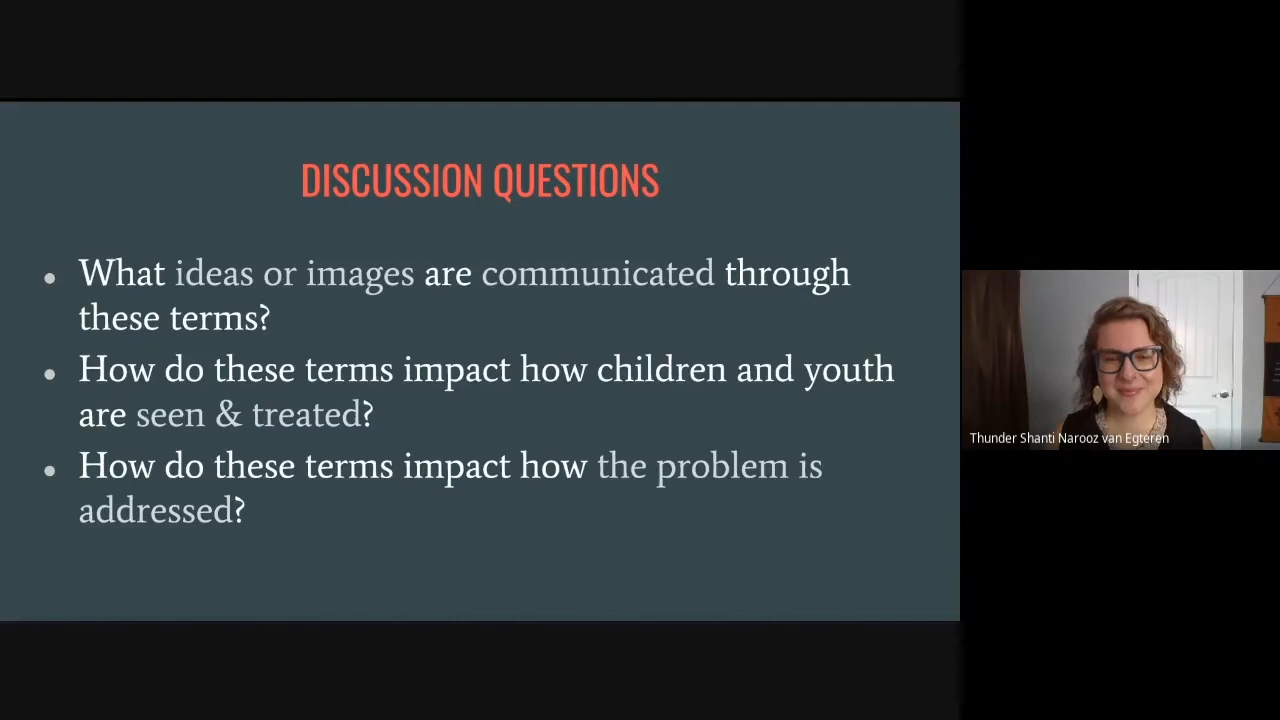 DISCUSSION QUESTIONS
• What ideas or images are communicated through
these terms?
• How do these terms impact how children and youth
are seen & treated?
• How do these terms impact how the problem is
addressed?
Thunder Shanti Narooz van Egteren